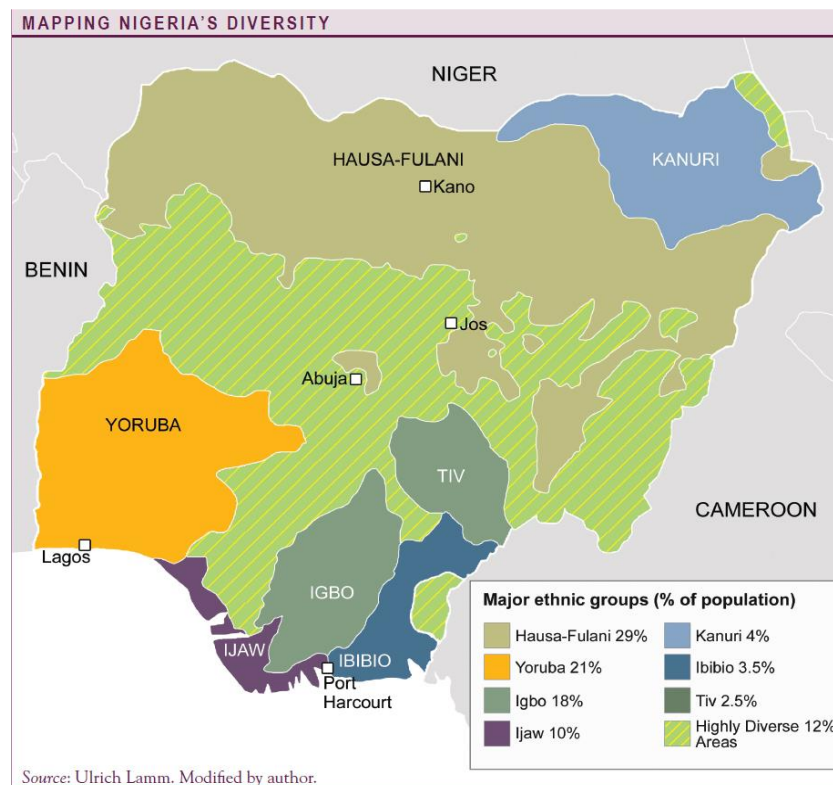 MAPPING NIGERIA'S DIVERSITY
NIGER
HAUSA-FULANI
KANURI
Kano
BENIN
Jos
Abuja
YORUBA
TIV
CAMEROON
Lagos
IGBO
IJAW
IBIBIO
Port
Harcourt
Major ethnic groups (% of population)
Hausa-Fulani 29%
Kanuri 4%
Yoruba 21%
Ibibio 3.5%
Igbo 18%
Tiv 2.5%
Ijaw 10%
Highly Diverse 12%
Areas
Source: Ulrich Lamm. Modified by author.